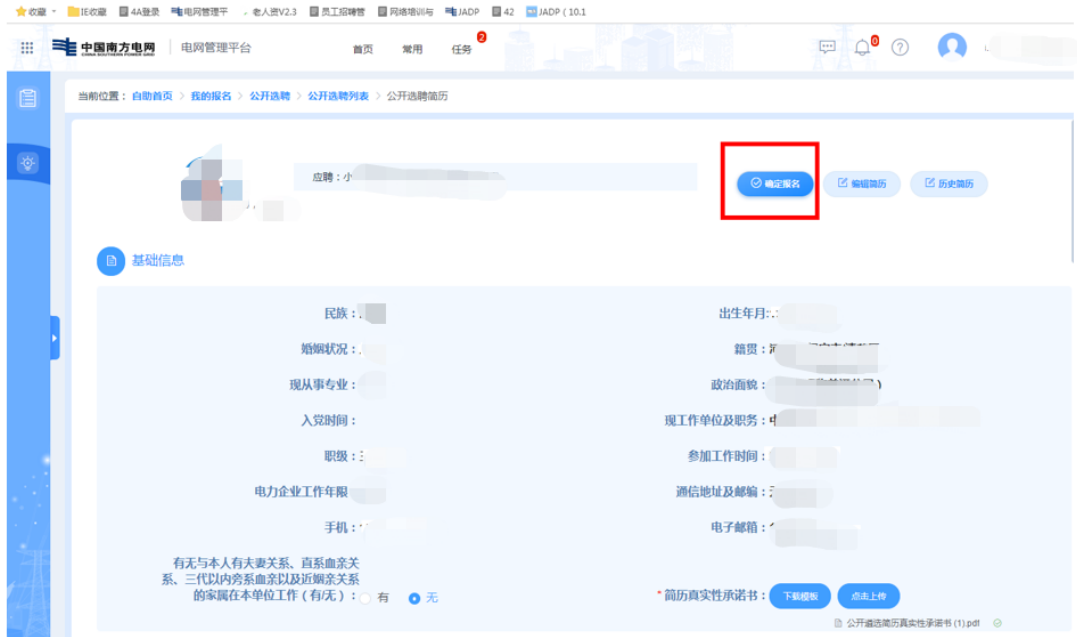 收藏 IE收藏 4A登录 电网管理平 老人资V2.3 员工招聘管 网络培训与 JADP 42 JADP ( 10.1
中国南方电网 电网管理平台 首页 常用 任务 2 0
CHINA SOUTHERN POWER GRID
当前位置： 自助首页 > 我的报名 > 公开选聘 > 公开选聘列表 > 公开选聘简历
应聘：小 确定报名 编辑简历 历史简历
基础信息
民族： 出生年月:
婚姻状况： 籍贯：
现从事专业： 政治面貌：
入党时间： 现工作单位及职务：
职级： 参加工作时间：
电力企业工作年限 通信地址及邮编：
手机： 电子邮箱：
有无与本人有夫妻关系、直系血亲关
系、三代以内旁系血亲以及近姻亲关系
的家属在本单位工作（有/无）： 有 无 *简历真实性承诺书： 下载模板 点击上传
公开遴选简历真实性承诺书 (1).pdf